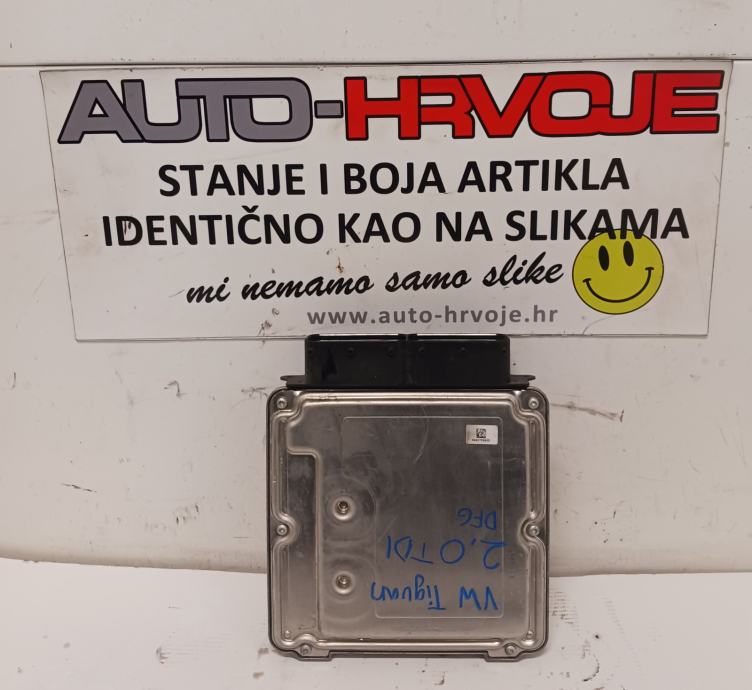 AUTO-HRVOJE
STANJE I BOJA ARTIKLA
IDENTIČNO KAO NA SLIKAMA
mi nemamo samo slike
www.auto-hrvoje.hr
VW Tiguan
2,0 TDI
DFG